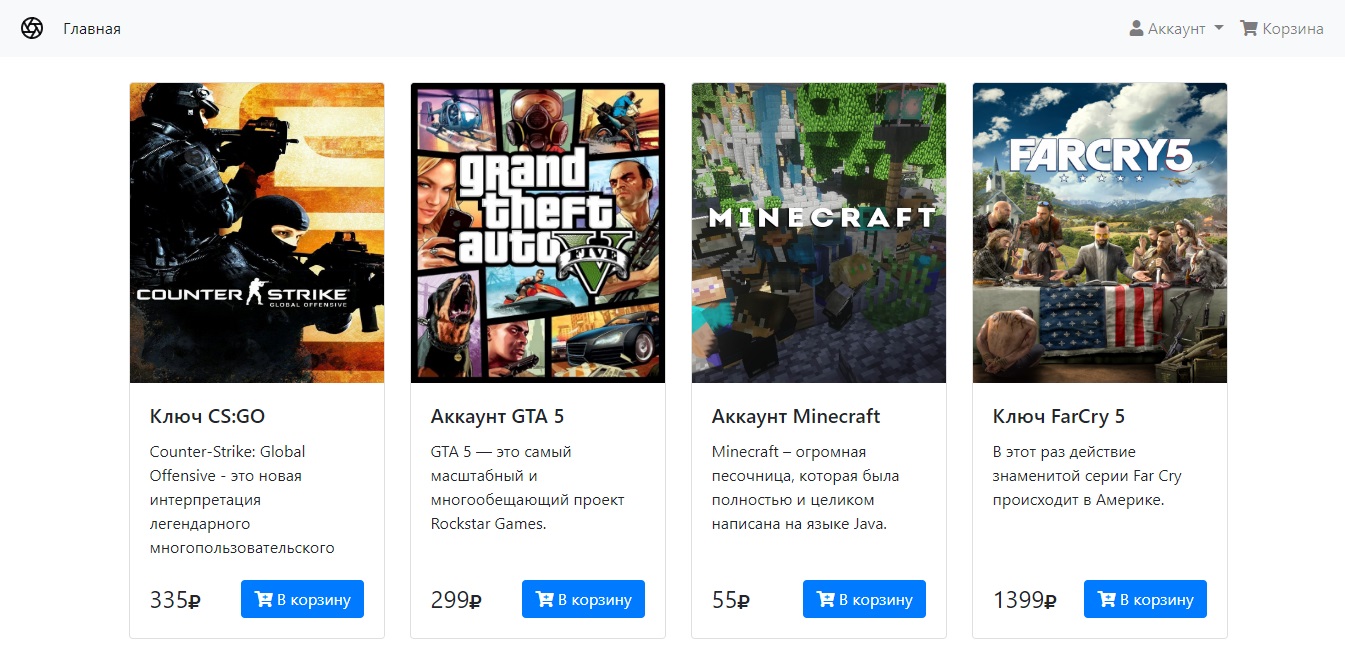 Главная
Аккаунт
Корзина
COUNTER STRIKE
GLOBAL OFFENSIVE
grand
theft
auto
FIVE
MINECRAFT
FARCRY5
Ключ CS:GO
Counter-Strike: Global
Offensive - это новая
интерпретация
легендарного
многопользовательского
335₽
В корзину
Аккаунт GTA 5
GTA 5 — это самый
масштабный и
многообещающий проект
Rockstar Games.
299₽
В корзину
Аккаунт Minecraft
Minecraft – огромная
песочница, которая была
полностью и целиком
написана на языке Java.
55₽
В корзину
Ключ FarCry 5
В этот раз действие
знаменитой серии Far Cry
происходит в Америке.
1399₽
В корзину